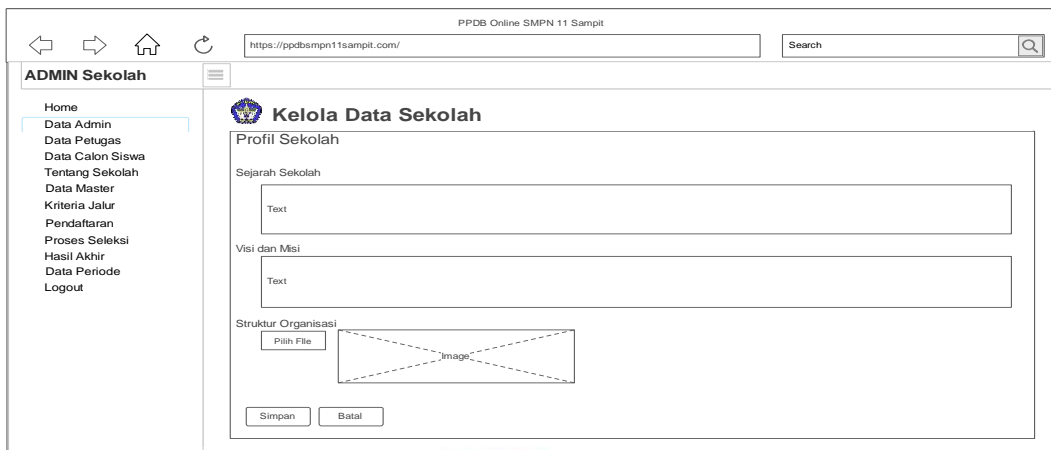 PPDB Online SMPN 11 Sampit
https://ppdbsmpn11sampit.com/
Search
ADMIN Sekolah
Home
Data Admin
Data Petugas
Data Calon Siswa
Tentang Sekolah
Data Master
Kriteria Jalur
Pendaftaran
Proses Seleksi
Hasil Akhir
Data Periode
Logout
Kelola Data Sekolah
Profil Sekolah
Sejarah Sekolah
Text
Visi dan Misi
Text
Struktur Organisasi
Pilih FIle
Image
Simpan
Batal